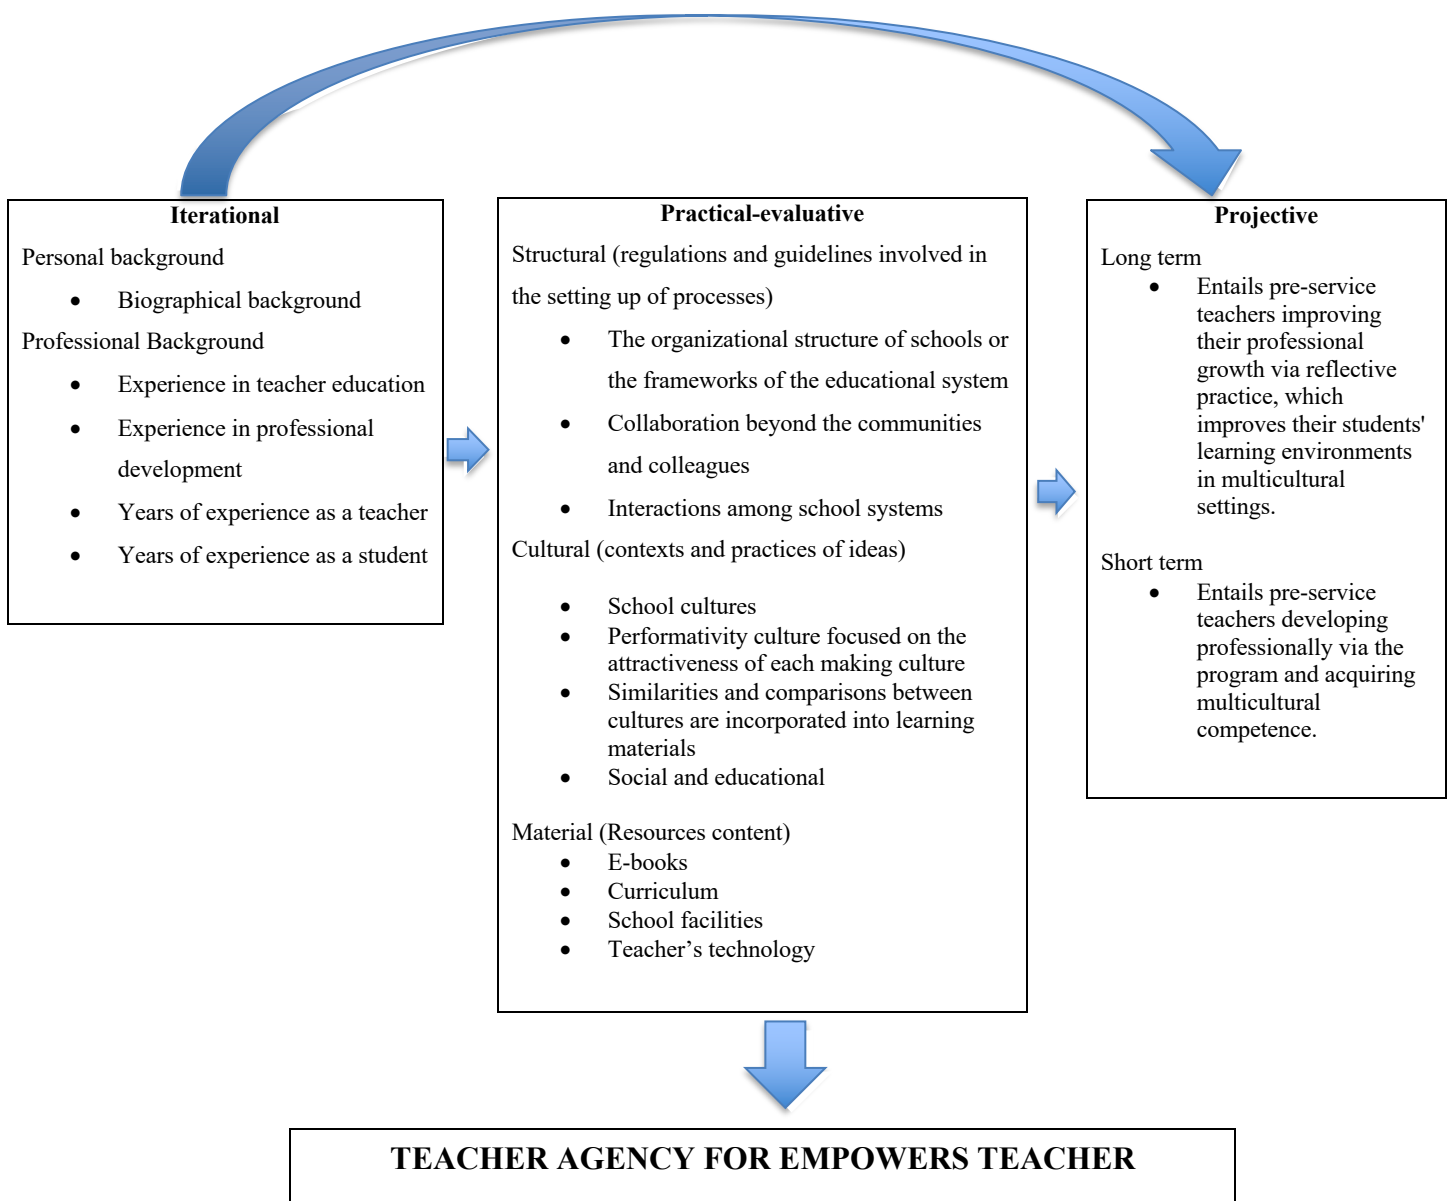 Iterational
Personal background
• Biographical background
Professional Background
• Experience in teacher education
• Experience in professional
development
• Years of experience as a teacher
• Years of experience as a student
Practical-evaluative
Structural (regulations and guidelines involved in
the setting up of processes)
• The organizational structure of schools or
the frameworks of the educational system
• Collaboration beyond the communities
and colleagues
• Interactions among school systems
Cultural (contexts and practices of ideas)
• School cultures
• Performativity culture focused on the
attractiveness of each making culture
• Similarities and comparisons between
cultures are incorporated into learning
materials
• Social and educational
Material (Resources content)
• E-books
• Curriculum
• School facilities
• Teacher’s technology
Projective
Long term
• Entails pre-service
teachers improving
their professional
growth via reflective
practice, which
improves their students'
learning environments
in multicultural
settings.
Short term
• Entails pre-service
teachers developing
professionally via the
program and acquiring
multicultural
competence.
TEACHER AGENCY FOR EMPOWERS TEACHER